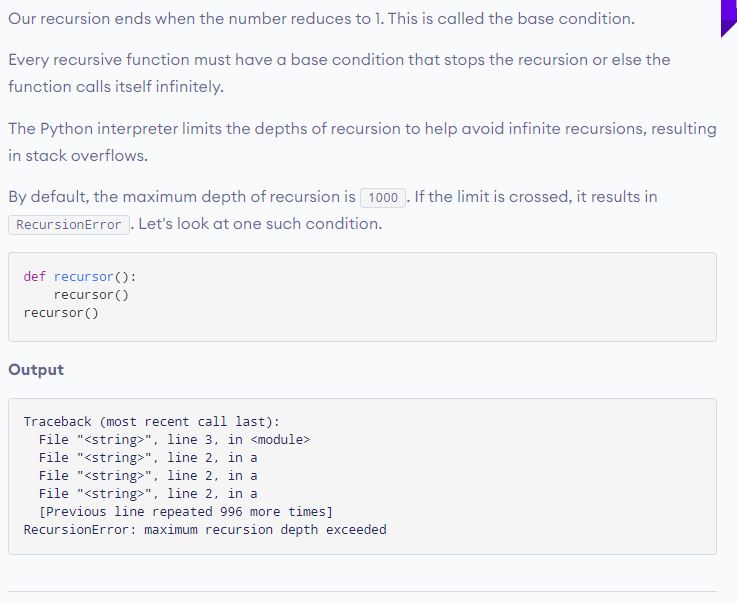 Our recursion ends when the number reduces to 1. This is called the base condition.
Every recursive function must have a base condition that stops the recursion or else the
function calls itself infinitely.
The Python interpreter limits the depths of recursion to help avoid infinite recursions, resulting
in stack overflows.
By default, the maximum depth of recursion is 1000. If the limit is crossed, it results in
RecursionError. Let's look at one such condition.
def recursor():
    recursor()
recursor()
Output
Traceback (most recent call last):
  File "<string>", line 3, in <module>
  File "<string>", line 2, in a
  File "<string>", line 2, in a
  File "<string>", line 2, in a
  [Previous line repeated 996 more times]
RecursionError: maximum recursion depth exceeded